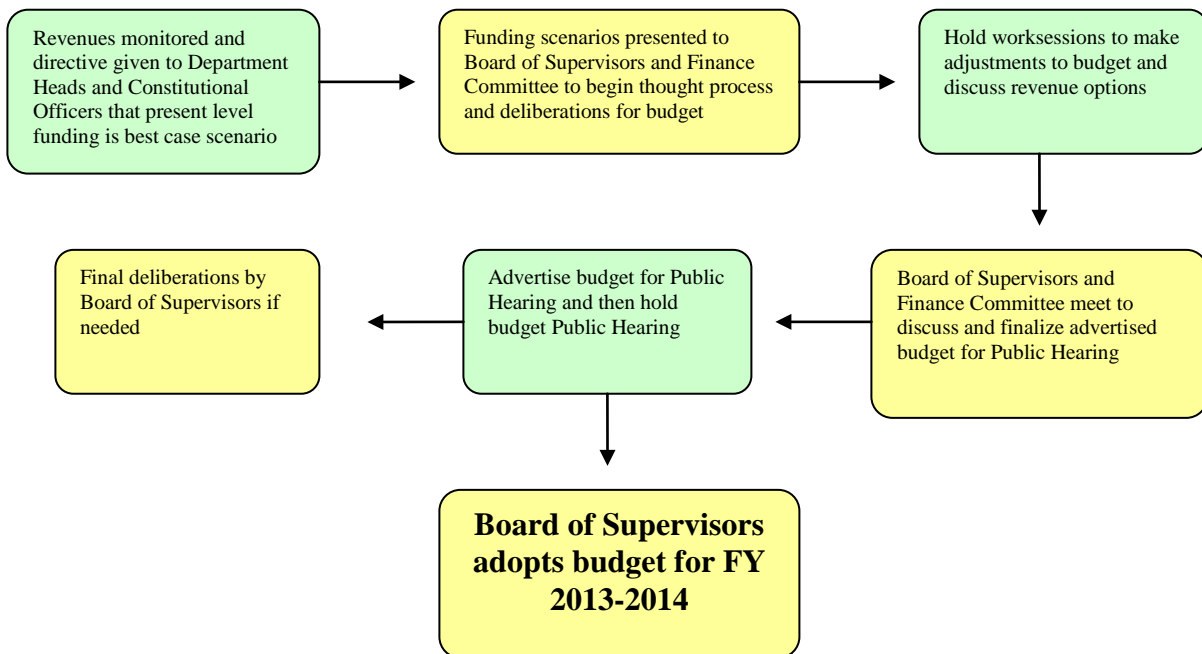 Revenues monitored and
directive given to Department
Heads and Constitutional
Officers that present level
funding is best case scenario
Funding scenarios presented to
Board of Supervisors and Finance
Committee to begin thought process
and deliberations for budget
Hold worksessions to make
adjustments to budget and
discuss revenue options
Board of Supervisors and
Finance Committee meet to
discuss and finalize advertised
budget for Public Hearing
Advertise budget for Public
Hearing and then hold
budget Public Hearing
Final deliberations by
Board of Supervisors if
needed
Board of Supervisors
adopts budget for FY
2013-2014